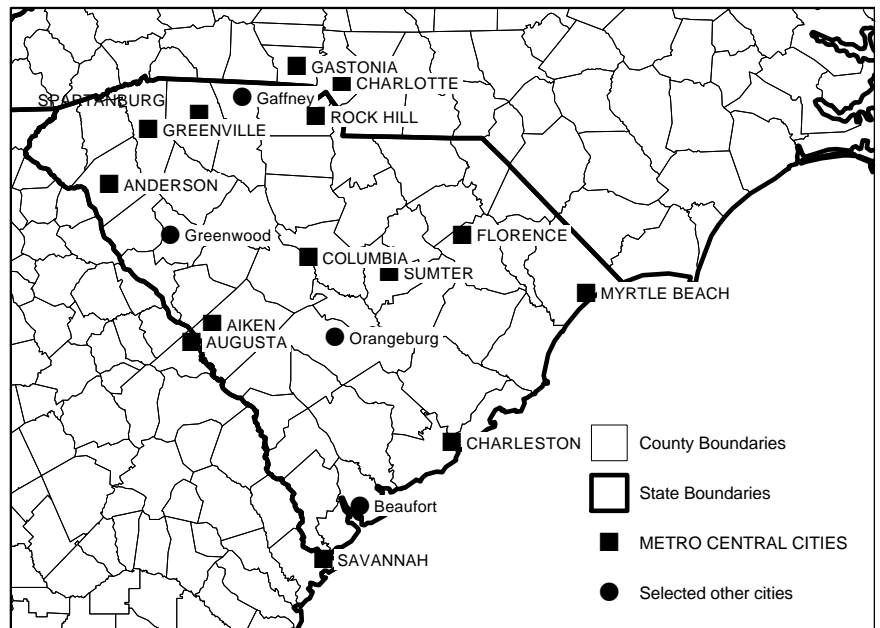 GASTONIA
CHARLOTTE
SPARTANBURG
Gaffney
ROCK HILL
GREENVILLE
ANDERSON
Greenwood
FLORENCE
COLUMBIA
SUMTER
MYRTLE BEACH
AIKEN
AUGUSTA
Orangeburg
CHARLESTON
Beaufort
SAVANNAH
County Boundaries
State Boundaries
METRO CENTRAL CITIES
Selected other cities